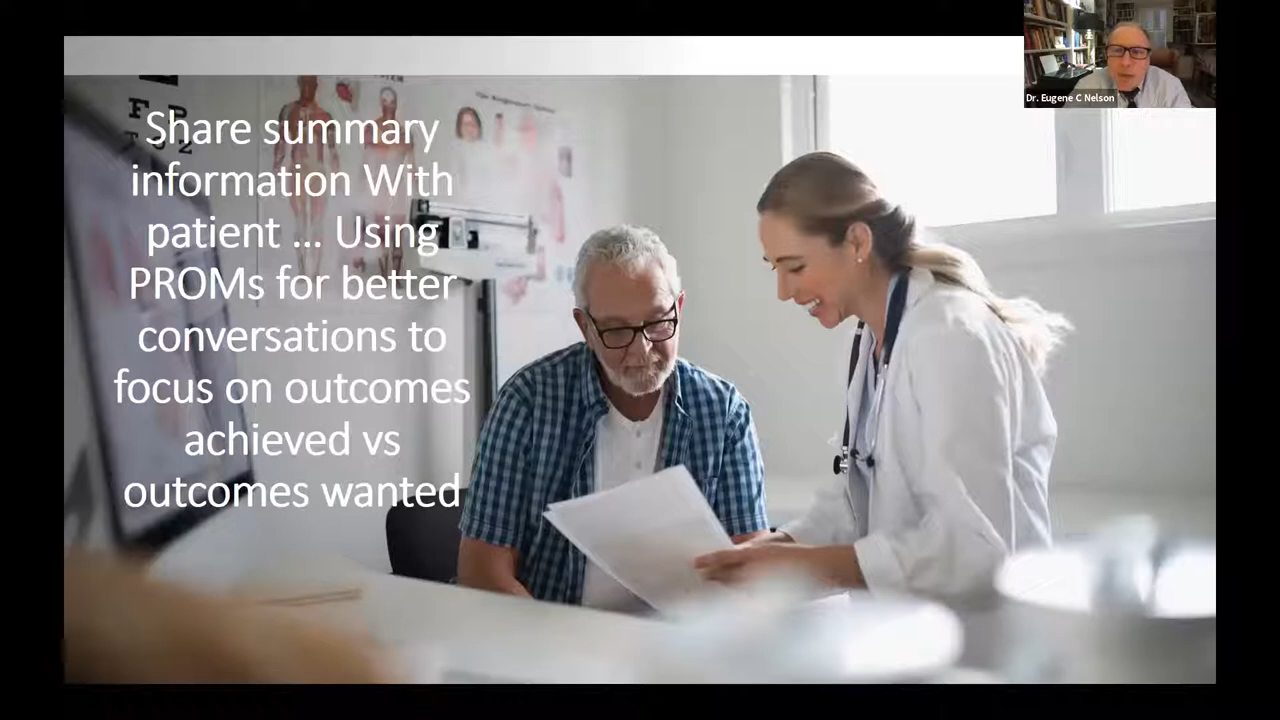 Share summary
information With
patient ... Using
PROMs for better
conversations to
focus on outcomes
achieved vs
outcomes wanted
Dr. Eugene C Nelson